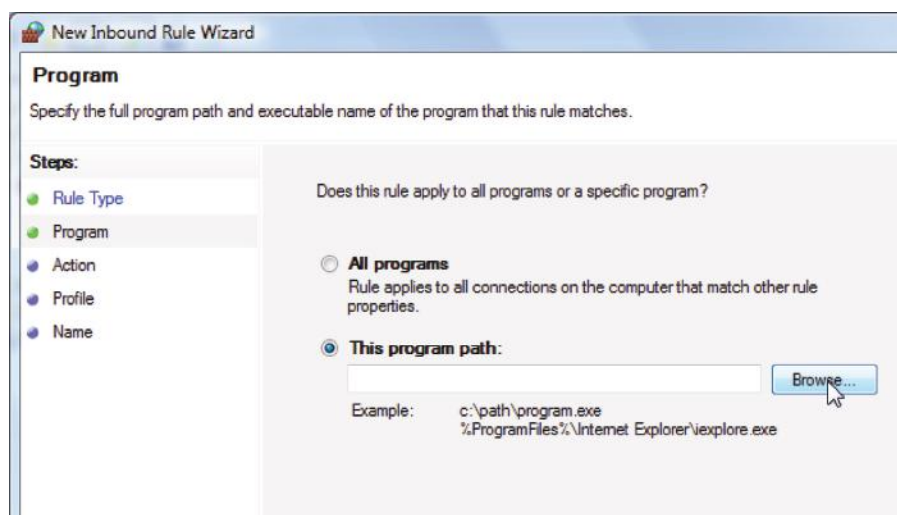 New Inbound Rule Wizard
Program
Specify the full program path and executable name of the program that this rule matches.
Steps:
Rule Type
Program
Action
Profile
Name
Does this rule apply to all programs or a specific program?
All programs
Rule applies to all connections on the computer that match other rule
properties.
This program path:
Browse...
Example: c:\path\program.exe
%ProgramFiles%\Internet Explorer\iexplore.exe